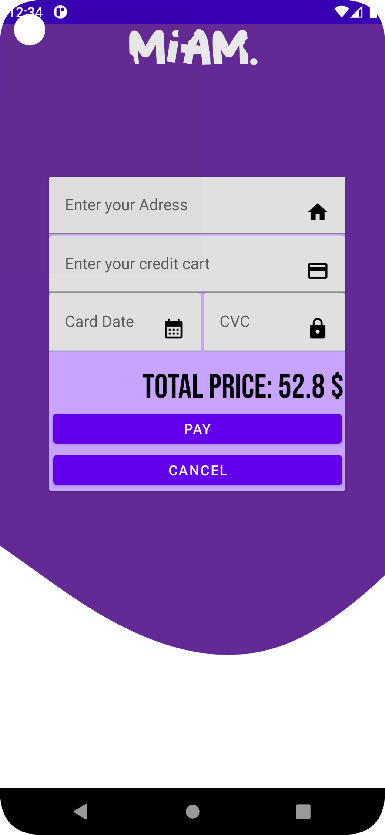 12:34
MiAM.
Enter your Adress
Enter your credit cart
Card Date
CVC
TOTAL PRICE: 52.8 $
PAY
CANCEL